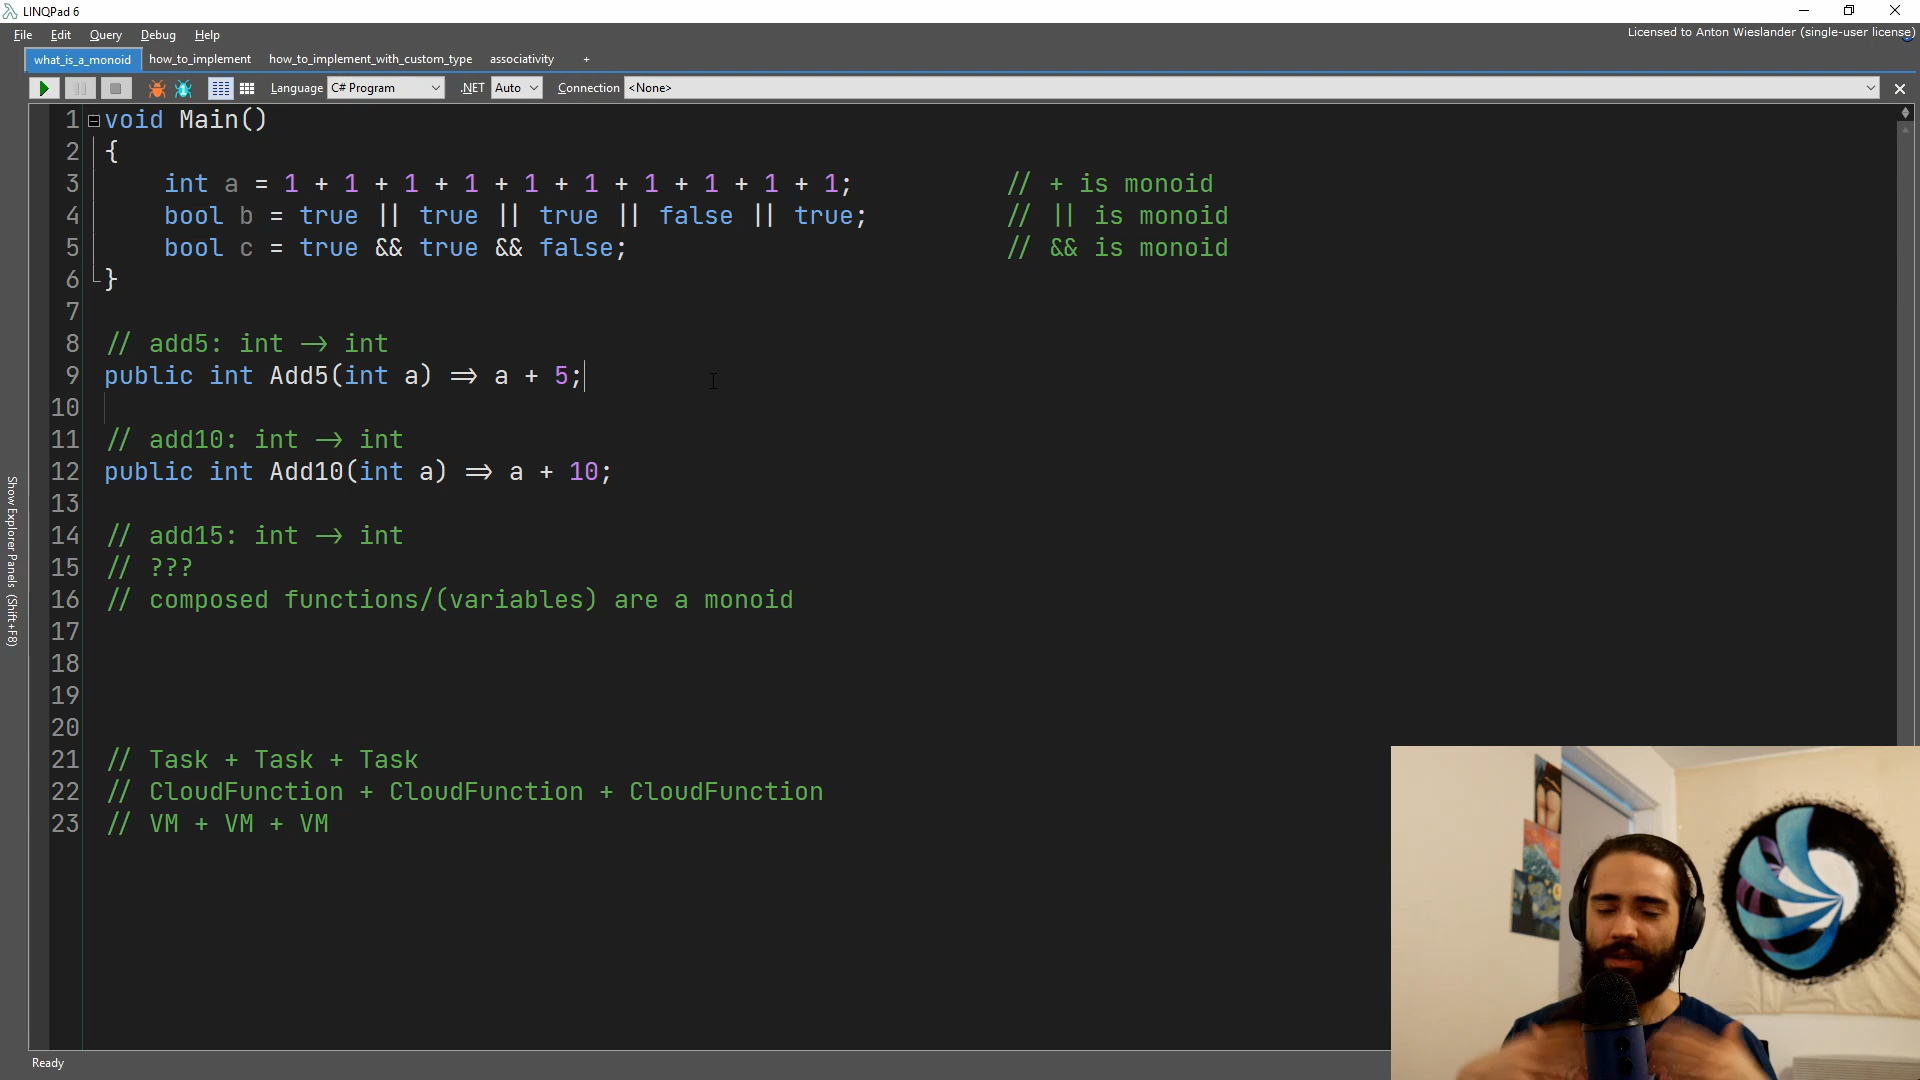 LINQPad 6
File Edit Query Debug Help
Licensed to Anton Wieslander (single-user license)
what_is_a_monoid how_to_implement how_to_implement_with_custom_type associativity +
Language C# Program .NET Auto Connection <None>
1 void Main()
2 {
3 int a = 1 + 1 + 1 + 1 + 1 + 1 + 1 + 1 + 1 + 1; // + is monoid
4 bool b = true || true || true || false || true; // || is monoid
5 bool c = true && true && false; // && is monoid
6 }
7
8 // add5: int -> int
9 public int Add5(int a) => a + 5;
10
11 // add10: int -> int
12 public int Add10(int a) => a + 10;
13
14 // add15: int -> int
15 // ???
16 // composed functions/(variables) are a monoid
17
18
19
20
21 // Task + Task + Task
22 // CloudFunction + CloudFunction + CloudFunction
23 // VM + VM + VM
Show Explorer Panels (Shift+F8)
Ready